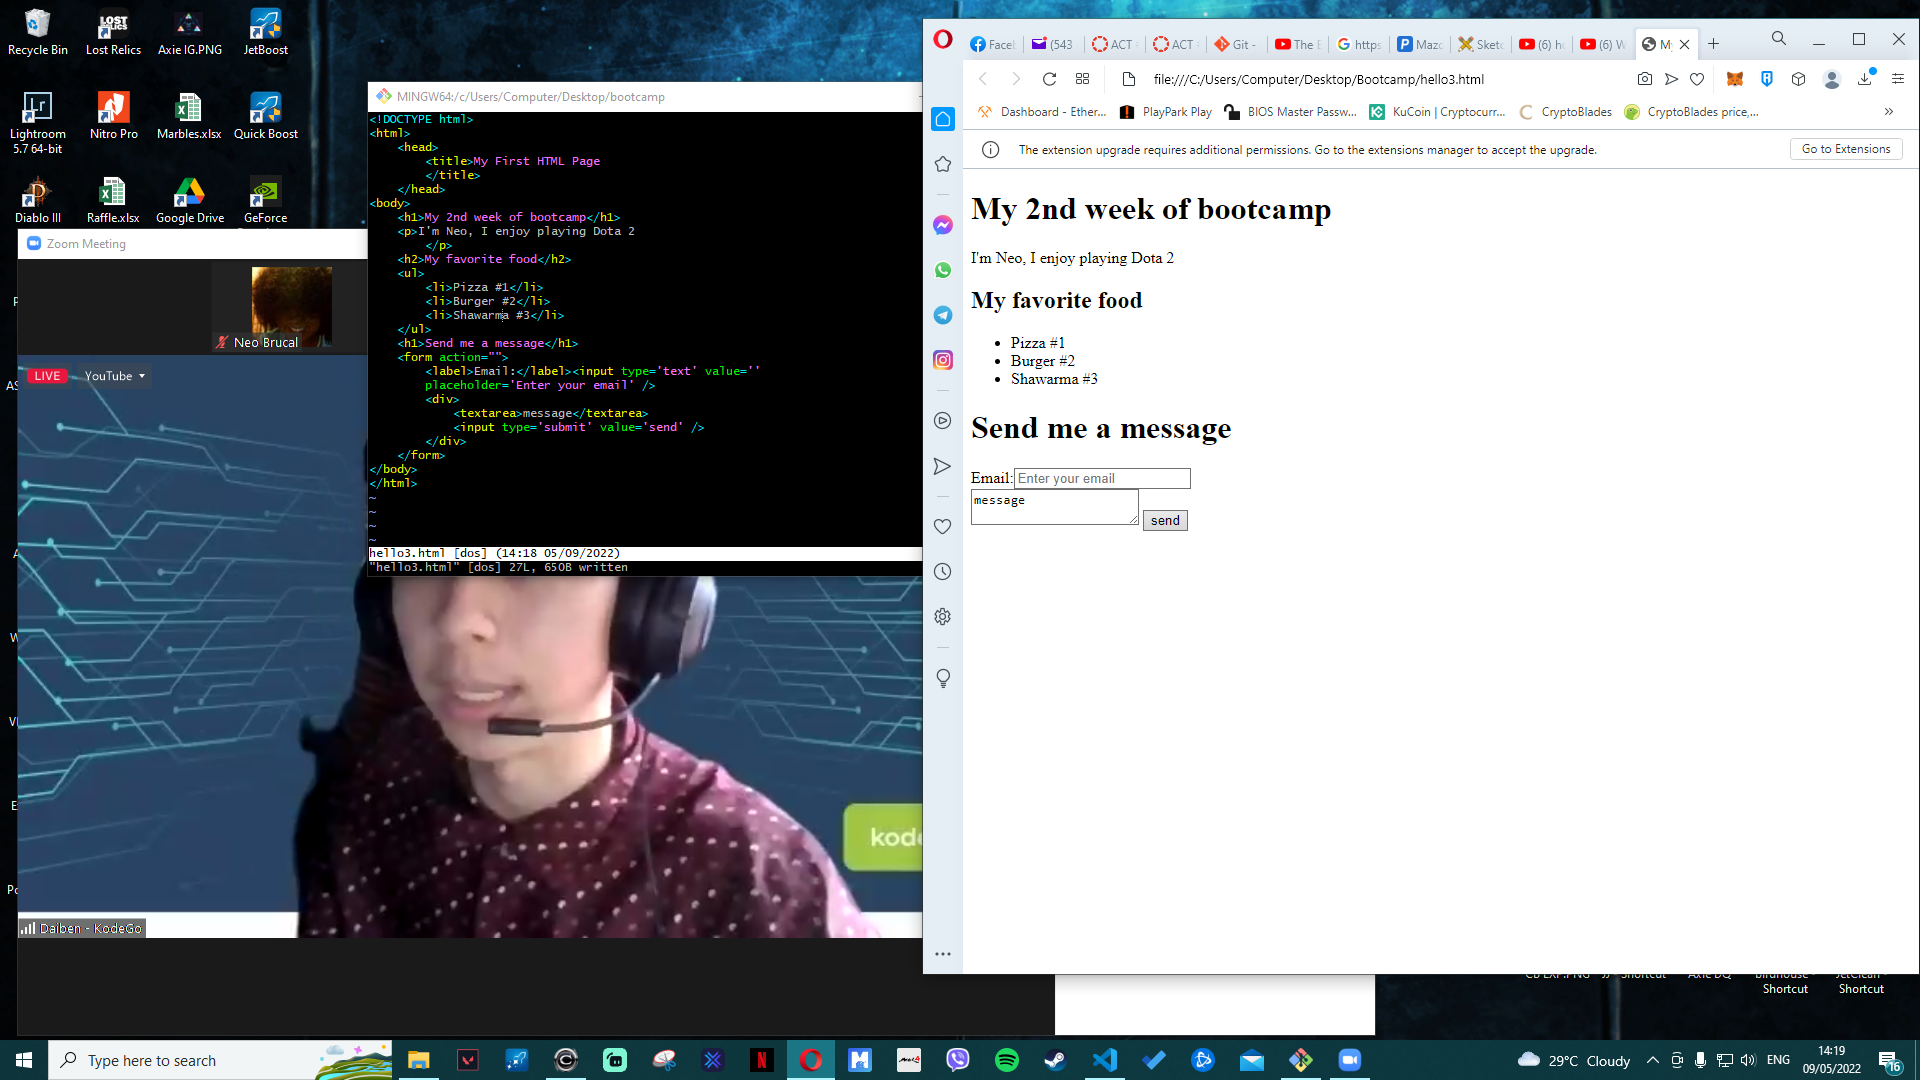 Recycle Bin
Lost Relics
Axie IG.PNG
JetBoost
Lightroom
5.7 64-bit
Nitro Pro
Marbles.xlsx
Quick Boost
Diablo III
Raffle.xlsx
Google Drive
GeForce
Zoom Meeting
Neo Brucal
LIVE
YouTube
kode
Daiben - KodeGo
MINGW64:/c/Users/Computer/Desktop/bootcamp
<!DOCTYPE html>
<html>
<head>
<title>My First HTML Page
</title>
</head>
<body>
<h1>My 2nd week of bootcamp</h1>
<p>I'm Neo, I enjoy playing Dota 2
</p>
<h2>My favorite food</h2>
<ul>
<li>Pizza #1</li>
<li>Burger #2</li>
<li>Shawarma #3</li>
</ul>
<h1>Send me a message</h1>
<form action="">
<label>Email:</label><input type='text' value=''
placeholder='Enter your email' />
<div>
<textarea>message</textarea>
<input type='submit' value='send' />
</div>
</form>
</body>
</html>
~
~
~
~
hello3.html [dos] (14:18 05/09/2022)
"hello3.html" [dos] 27L, 650B written
Facel
(543
ACT
ACT
Git -
The E
https
Mazo
Sketc
(6) h
(6) W
My
file:///C:/Users/Computer/Desktop/Bootcamp/hello3.html
Dashboard - Ether...
PlayPark Play
BIOS Master Passw...
KuCoin | Cryptocurr...
CryptoBlades
CryptoBlades price,...
The extension upgrade requires additional permissions. Go to the extensions manager to accept the upgrade.
Go to Extensions
My 2nd week of bootcamp
I'm Neo, I enjoy playing Dota 2
My favorite food
Pizza #1
Burger #2
Shawarma #3
Send me a message
Email: Enter your email
message
send
Shortcut
Shortcut
Type here to search
29°C Cloudy
ENG
14:19
09/05/2022
16